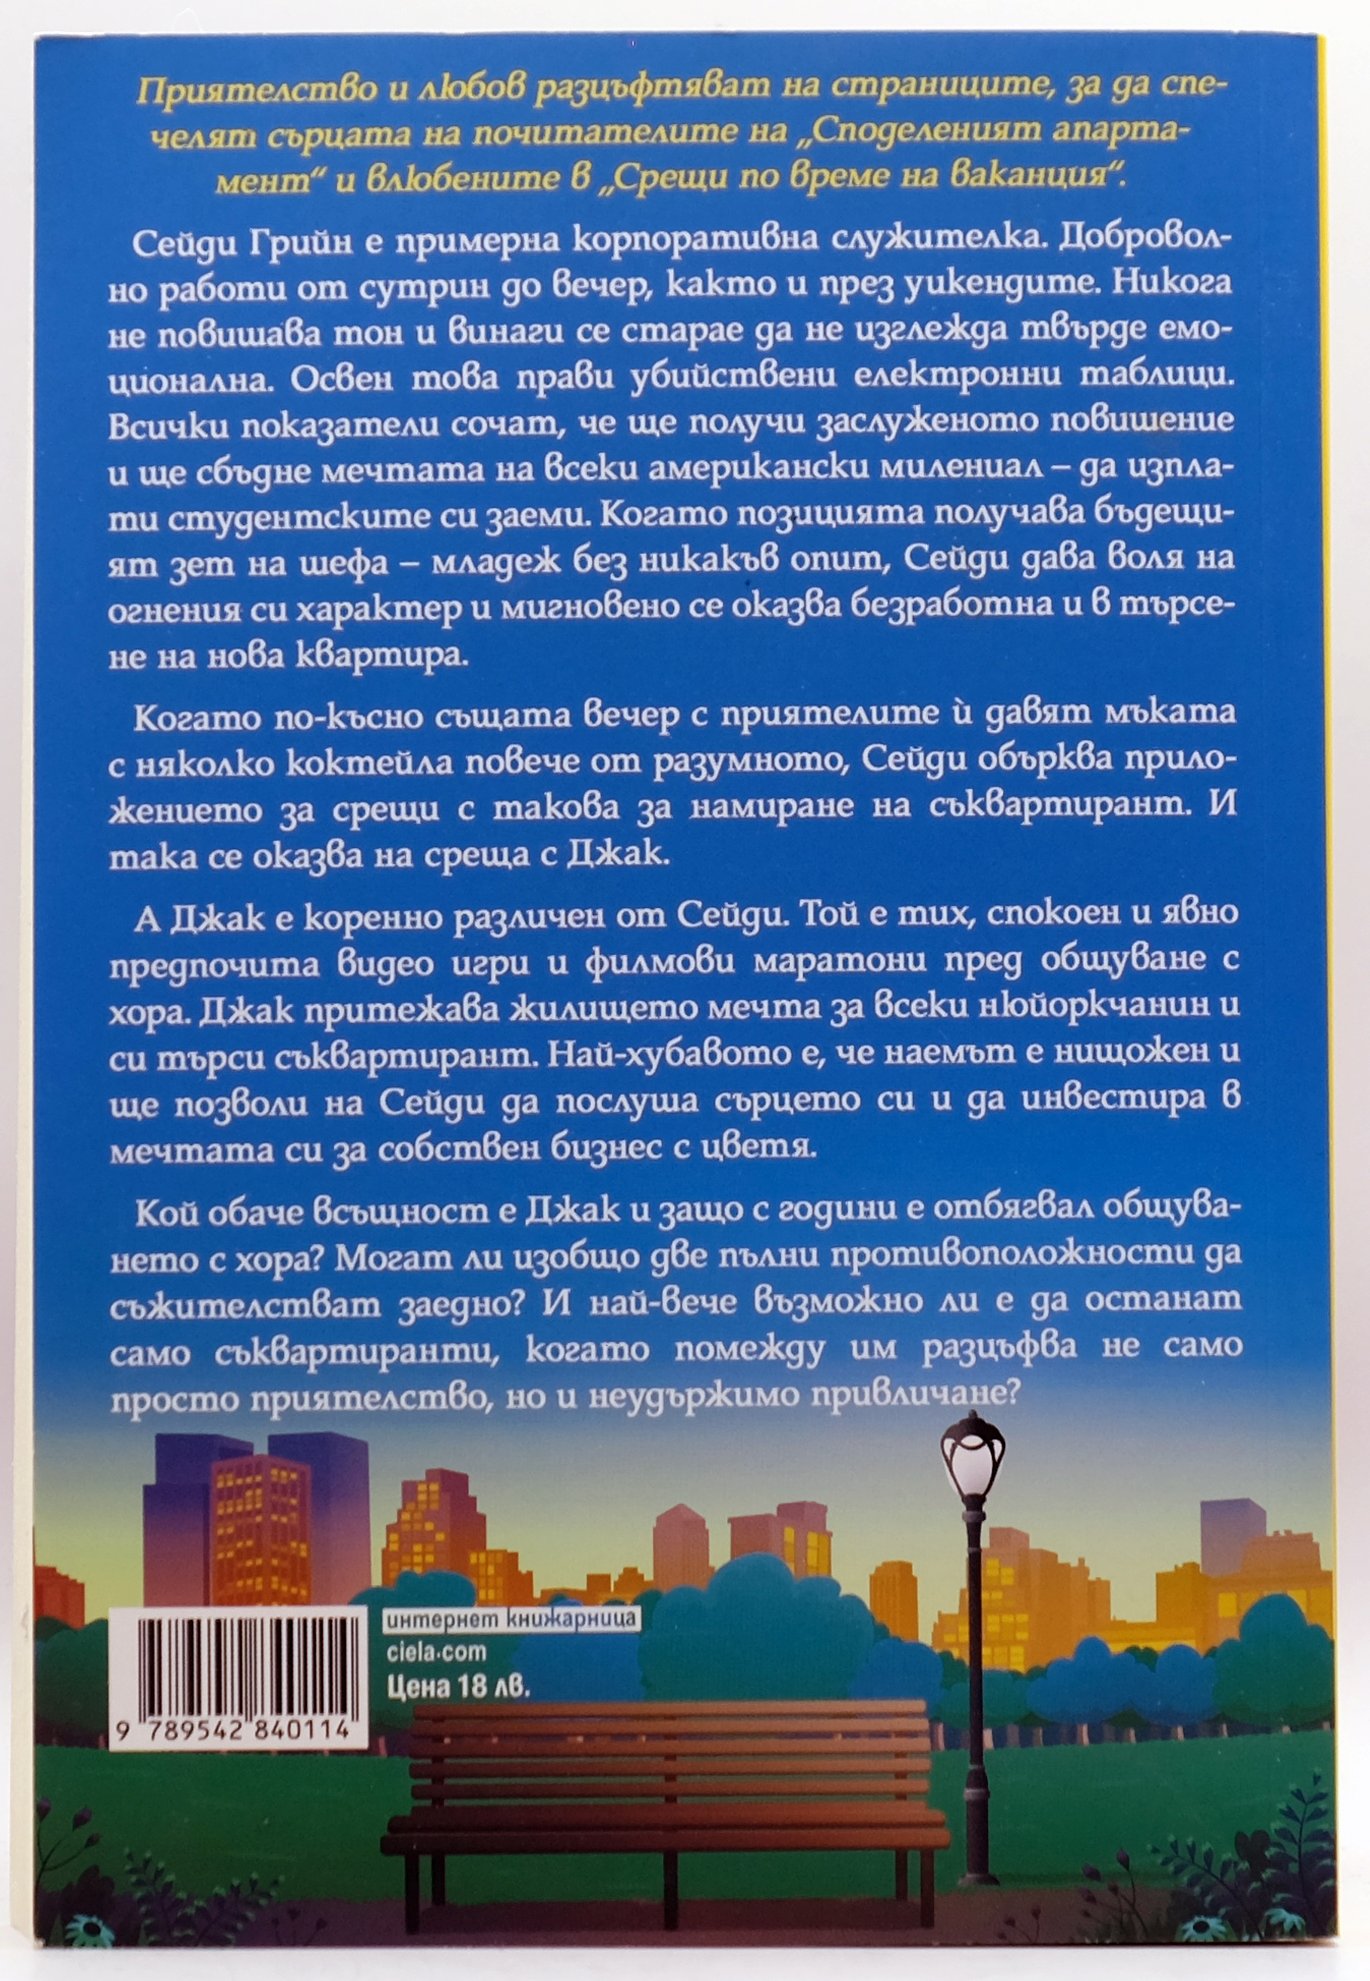 Приятелство и любов разцъфтяват на страниците, за да спе-
челят сърцата на почитателите на „Споделеният апарта-
мент“ и влюбените в „Срещи по време на ваканция“.
Сейди Грийн е примерна корпоративна служителка. Доброволно-
но работи от сутрин до вечер, както и през уикендите. Никога
не повишава тон и винаги се старае да не изглежда твърде емо-
ционална. Освен това прави убийствени електронни таблици.
Всички показатели сочат, че ще получи заслуженото повишение
и ще сбъдне мечтата на всеки американски милениал – да изпла-
ти студентските си заеми. Когато позицията получава бъдещи-
ят зет на шефа – младеж без никакъв опит, Сейди дава воля на
огнения си характер и мигновено се оказва безработна и в търсе-
не на нова квартира.
Когато по-късно същата вечер с приятелите ѝ давят мъката
с няколко коктейла повече от разумното, Сейди обърква прило-
жението за срещи с такова за намиране на съквартирант. И
така се оказва на среща с Джак.
А Джак е коренно различен от Сейди. Той е тих, спокоен и явно
предпочита видео игри и филмови маратони пред общуване с
хора. Джак притежава жилището мечта за всеки нюйоркчанин и
си търси съквартирант. Най-хубавото е, че наемът е нищожен и
ще позволи на Сейди да послуша сърцето си и да инвестира в
мечтата си за собствен бизнес с цветя.
Кой обаче всъщност е Джак и защо с години е отбягвал общува-
нето с хора? Могат ли изобщо две пълни противоположности да
съжителстват заедно? И най-вече възможно ли е да останат
само съквартиранти, когато помежду им разцъфва не само
просто приятелство, но и неудържимо привличане?
интернет книжарница
ciela.com
Цена 18 лв.
9 789542 840114